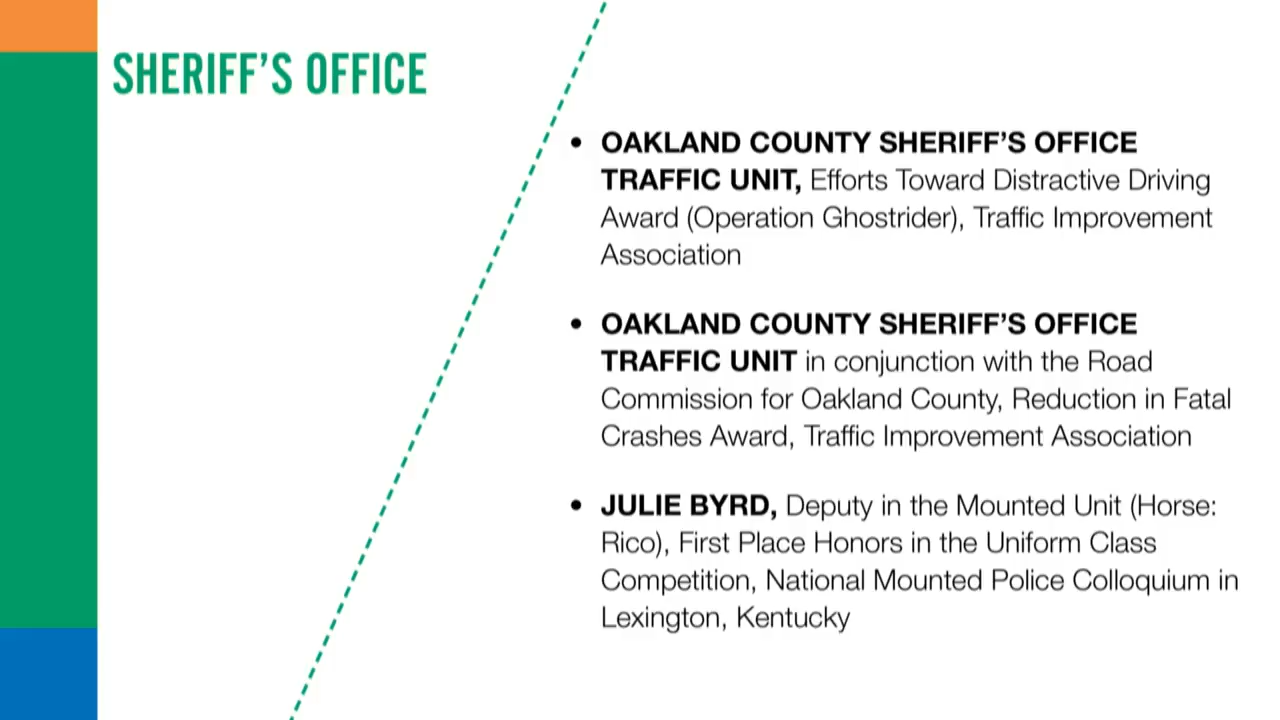 SHERIFF'S OFFICE
• OAKLAND COUNTY SHERIFF'S OFFICE
TRAFFIC UNIT, Efforts Toward Distractive Driving
Award (Operation Ghostrider), Traffic Improvement
Association
• OAKLAND COUNTY SHERIFF'S OFFICE
TRAFFIC UNIT in conjunction with the Road
Commission for Oakland County, Reduction in Fatal
Crashes Award, Traffic Improvement Association
• JULIE BYRD, Deputy in the Mounted Unit (Horse:
Rico), First Place Honors in the Uniform Class
Competition, National Mounted Police Colloquium in
Lexington, Kentucky